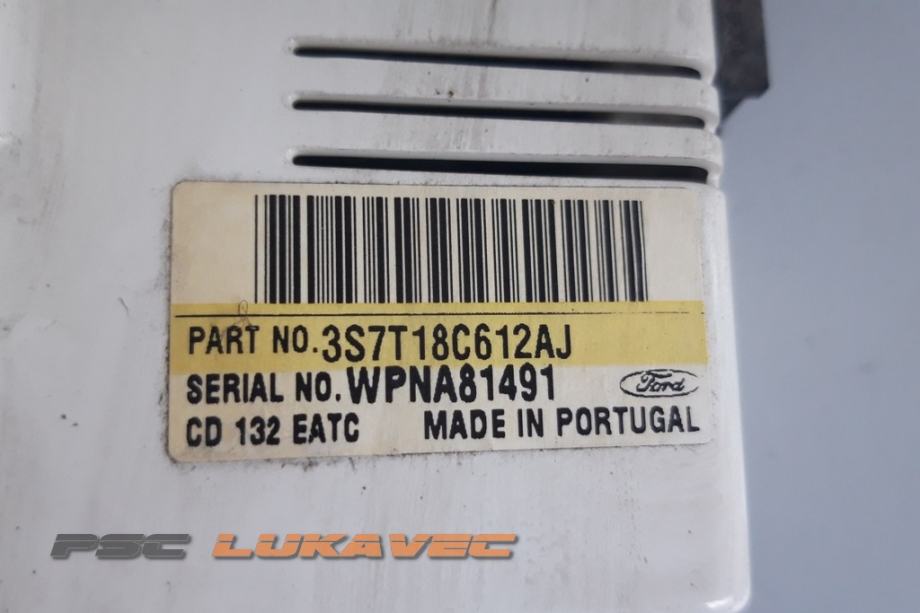 PART NO. 3S7T18C612AJ
SERIAL NO. WPNA81491 Ford
CD 132 EATC MADE IN PORTUGAL
PSC LUKAVEC